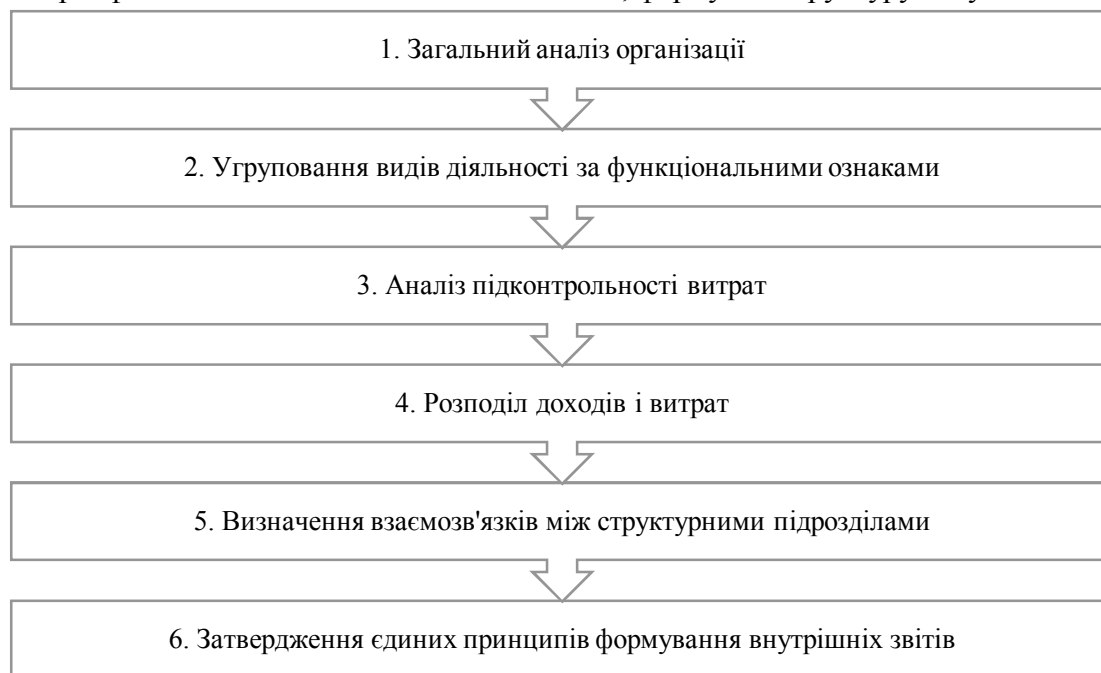 1. Загальний аналіз організації
2. Угруповання видів діяльності за функціональними ознаками
3. Аналіз підконтрольності витрат
4. Розподіл доходів і витрат
5. Визначення взаємозв'язків між структурними підрозділами
6. Затвердження єдиних принципів формування внутрішніх звітів